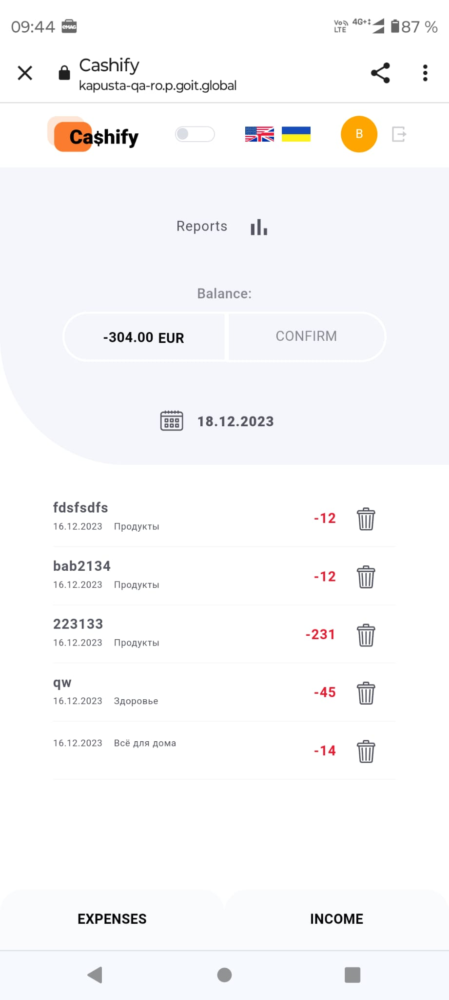 09:44 eMAG Vo LTE 4G+ 87 %
Cashify
kapusta-qa-ro.p.goit.global
Ca$hify B
Reports
Balance:
-304.00 EUR CONFIRM
18.12.2023
fdsfsdfs
16.12.2023 Продукты -12
bab2134
16.12.2023 Продукты -12
223133
16.12.2023 Продукты -231
qw
16.12.2023 Здоровье -45
16.12.2023 Всё для дома -14
EXPENSES INCOME